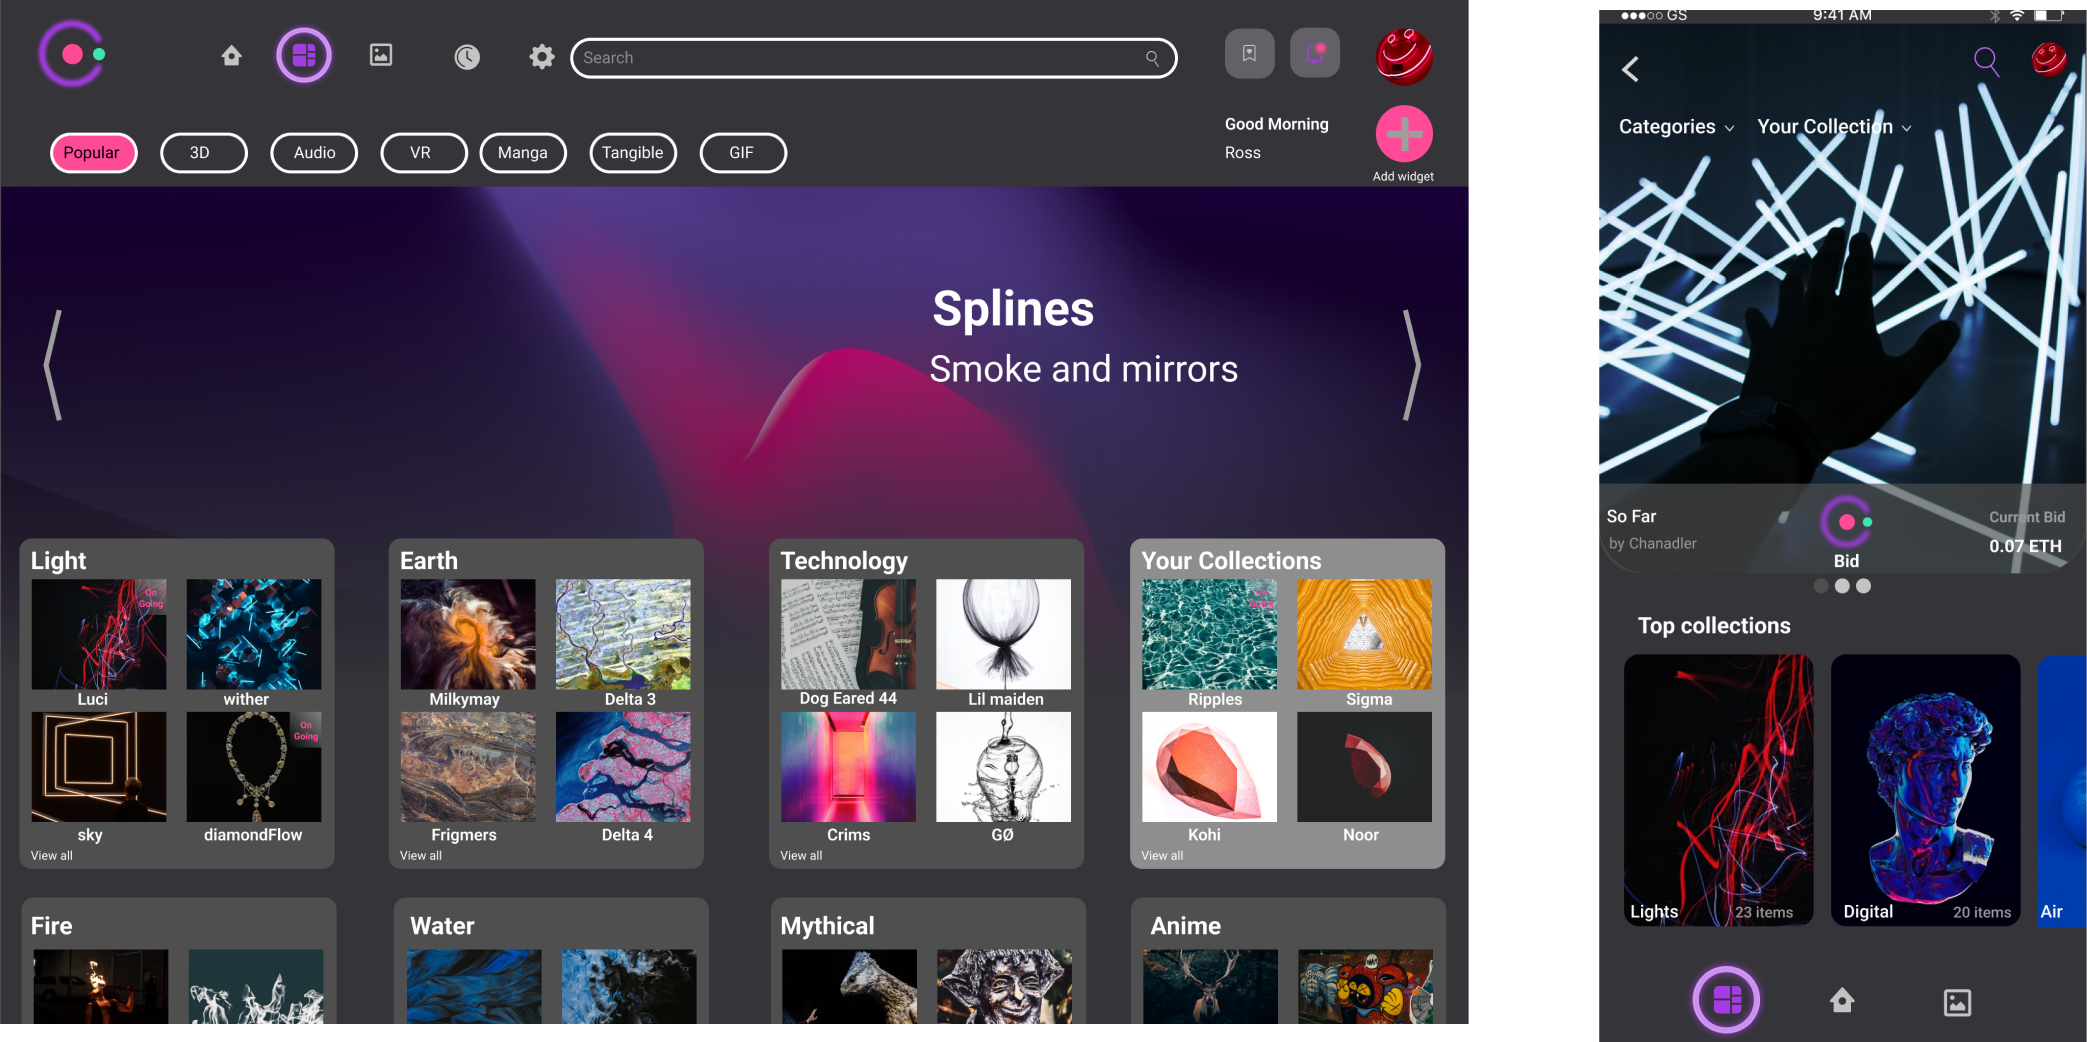 Search
Popular
3D
Audio
VR
Manga
Tangible
GIF
Good Morning
Ross
Add widget
Splines
Smoke and mirrors
Light
On
Going
Luci
wither
sky
On
Going
diamondFlow
View all
Earth
Milkymay
Delta 3
Frigmers
Delta 4
View all
Technology
Dog Eared 44
Lil maiden
Crims
GØ
View all
Your Collections
On
Going
Ripples
Sigma
Kohi
Noor
View all
Fire
Water
Mythical
Anime
GS
9:41 AM
Categories
Your Collection
So Far
by Chanadler
Bid
Current Bid
0.07 ETH
Top collections
Lights
23 items
Digital
20 items
Air